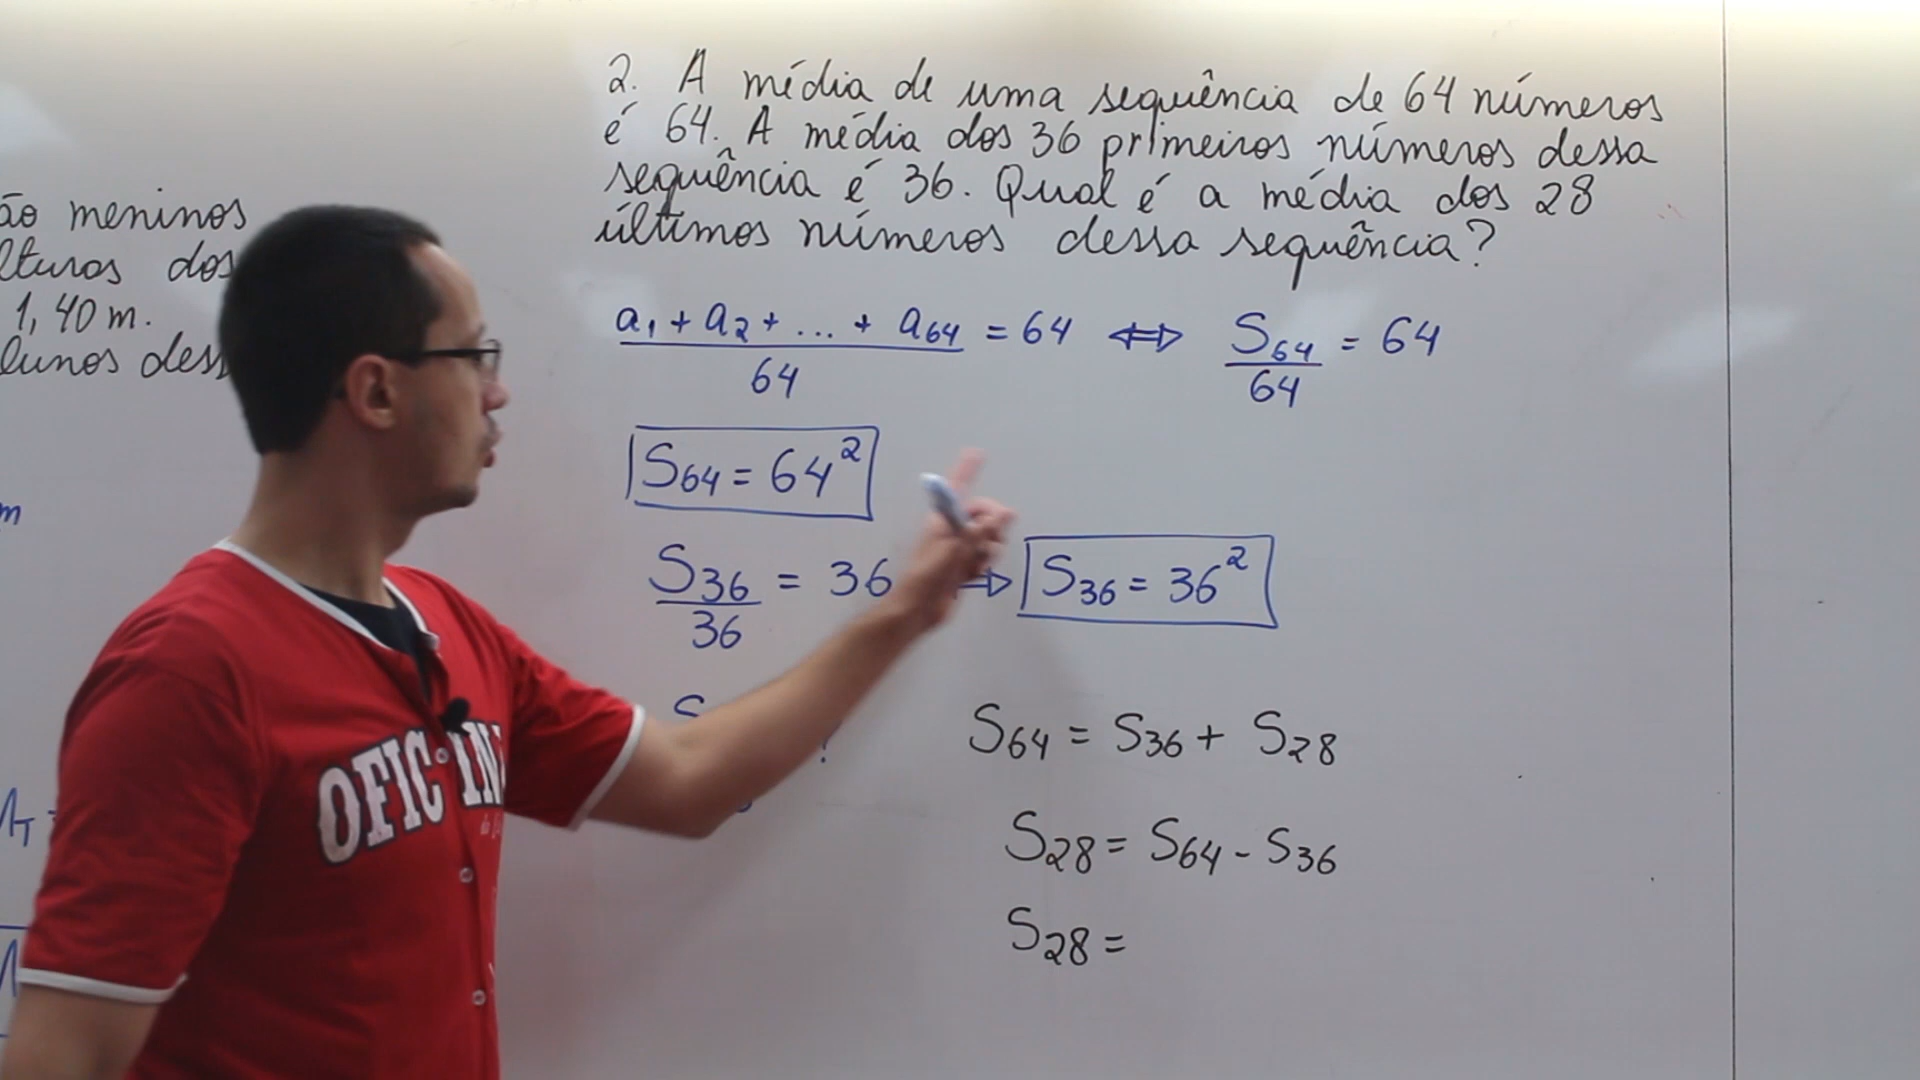 2. A média de uma sequência de 64 números
é 64. A média dos 36 primeiros números dessa
sequência é 36. Qual é a média dos 28
últimos números dessa sequência?
a₁ + a₂ + ... + a₆₄ = 64 ⇔ S₆₄ = 64
64 64
S₆₄ = 64²
S₃₆ = 36 ⇒ S₃₆ = 36²
36
S₆₄ = S₃₆ + S₂₈
S₂₈ = S₆₄ - S₃₆
S₂₈ =
ão meninos
lturas dos
1,40 m.
lunos dess
m
OFICIN